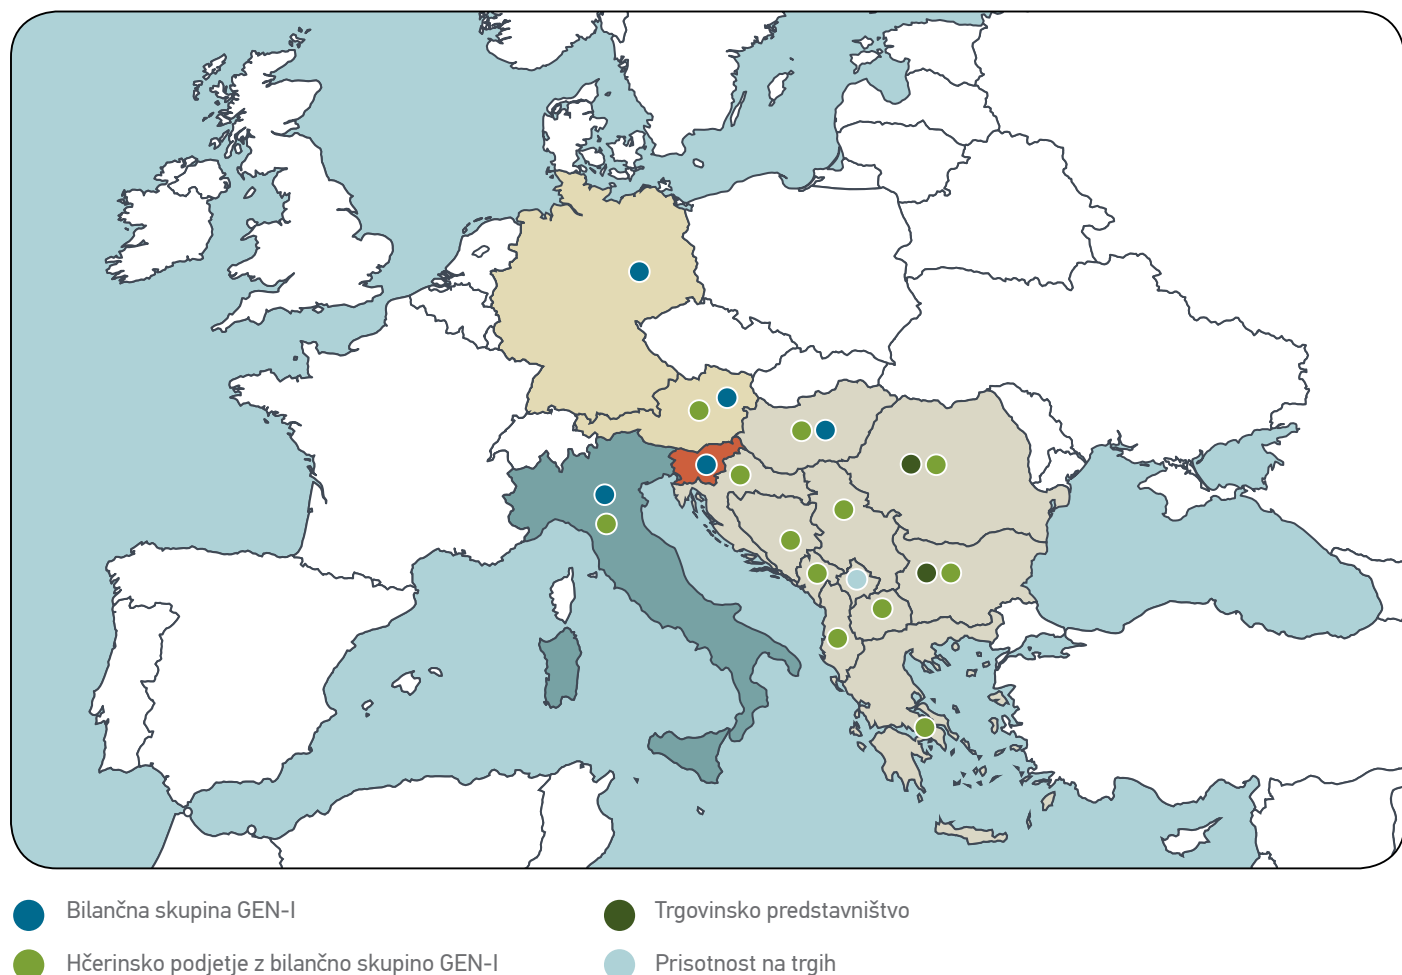 Bilančna skupina GEN-I
Trgovinsko predstavništvo
Hčerinsko podjetje z bilančno skupino GEN-I
Prisotnost na trgih